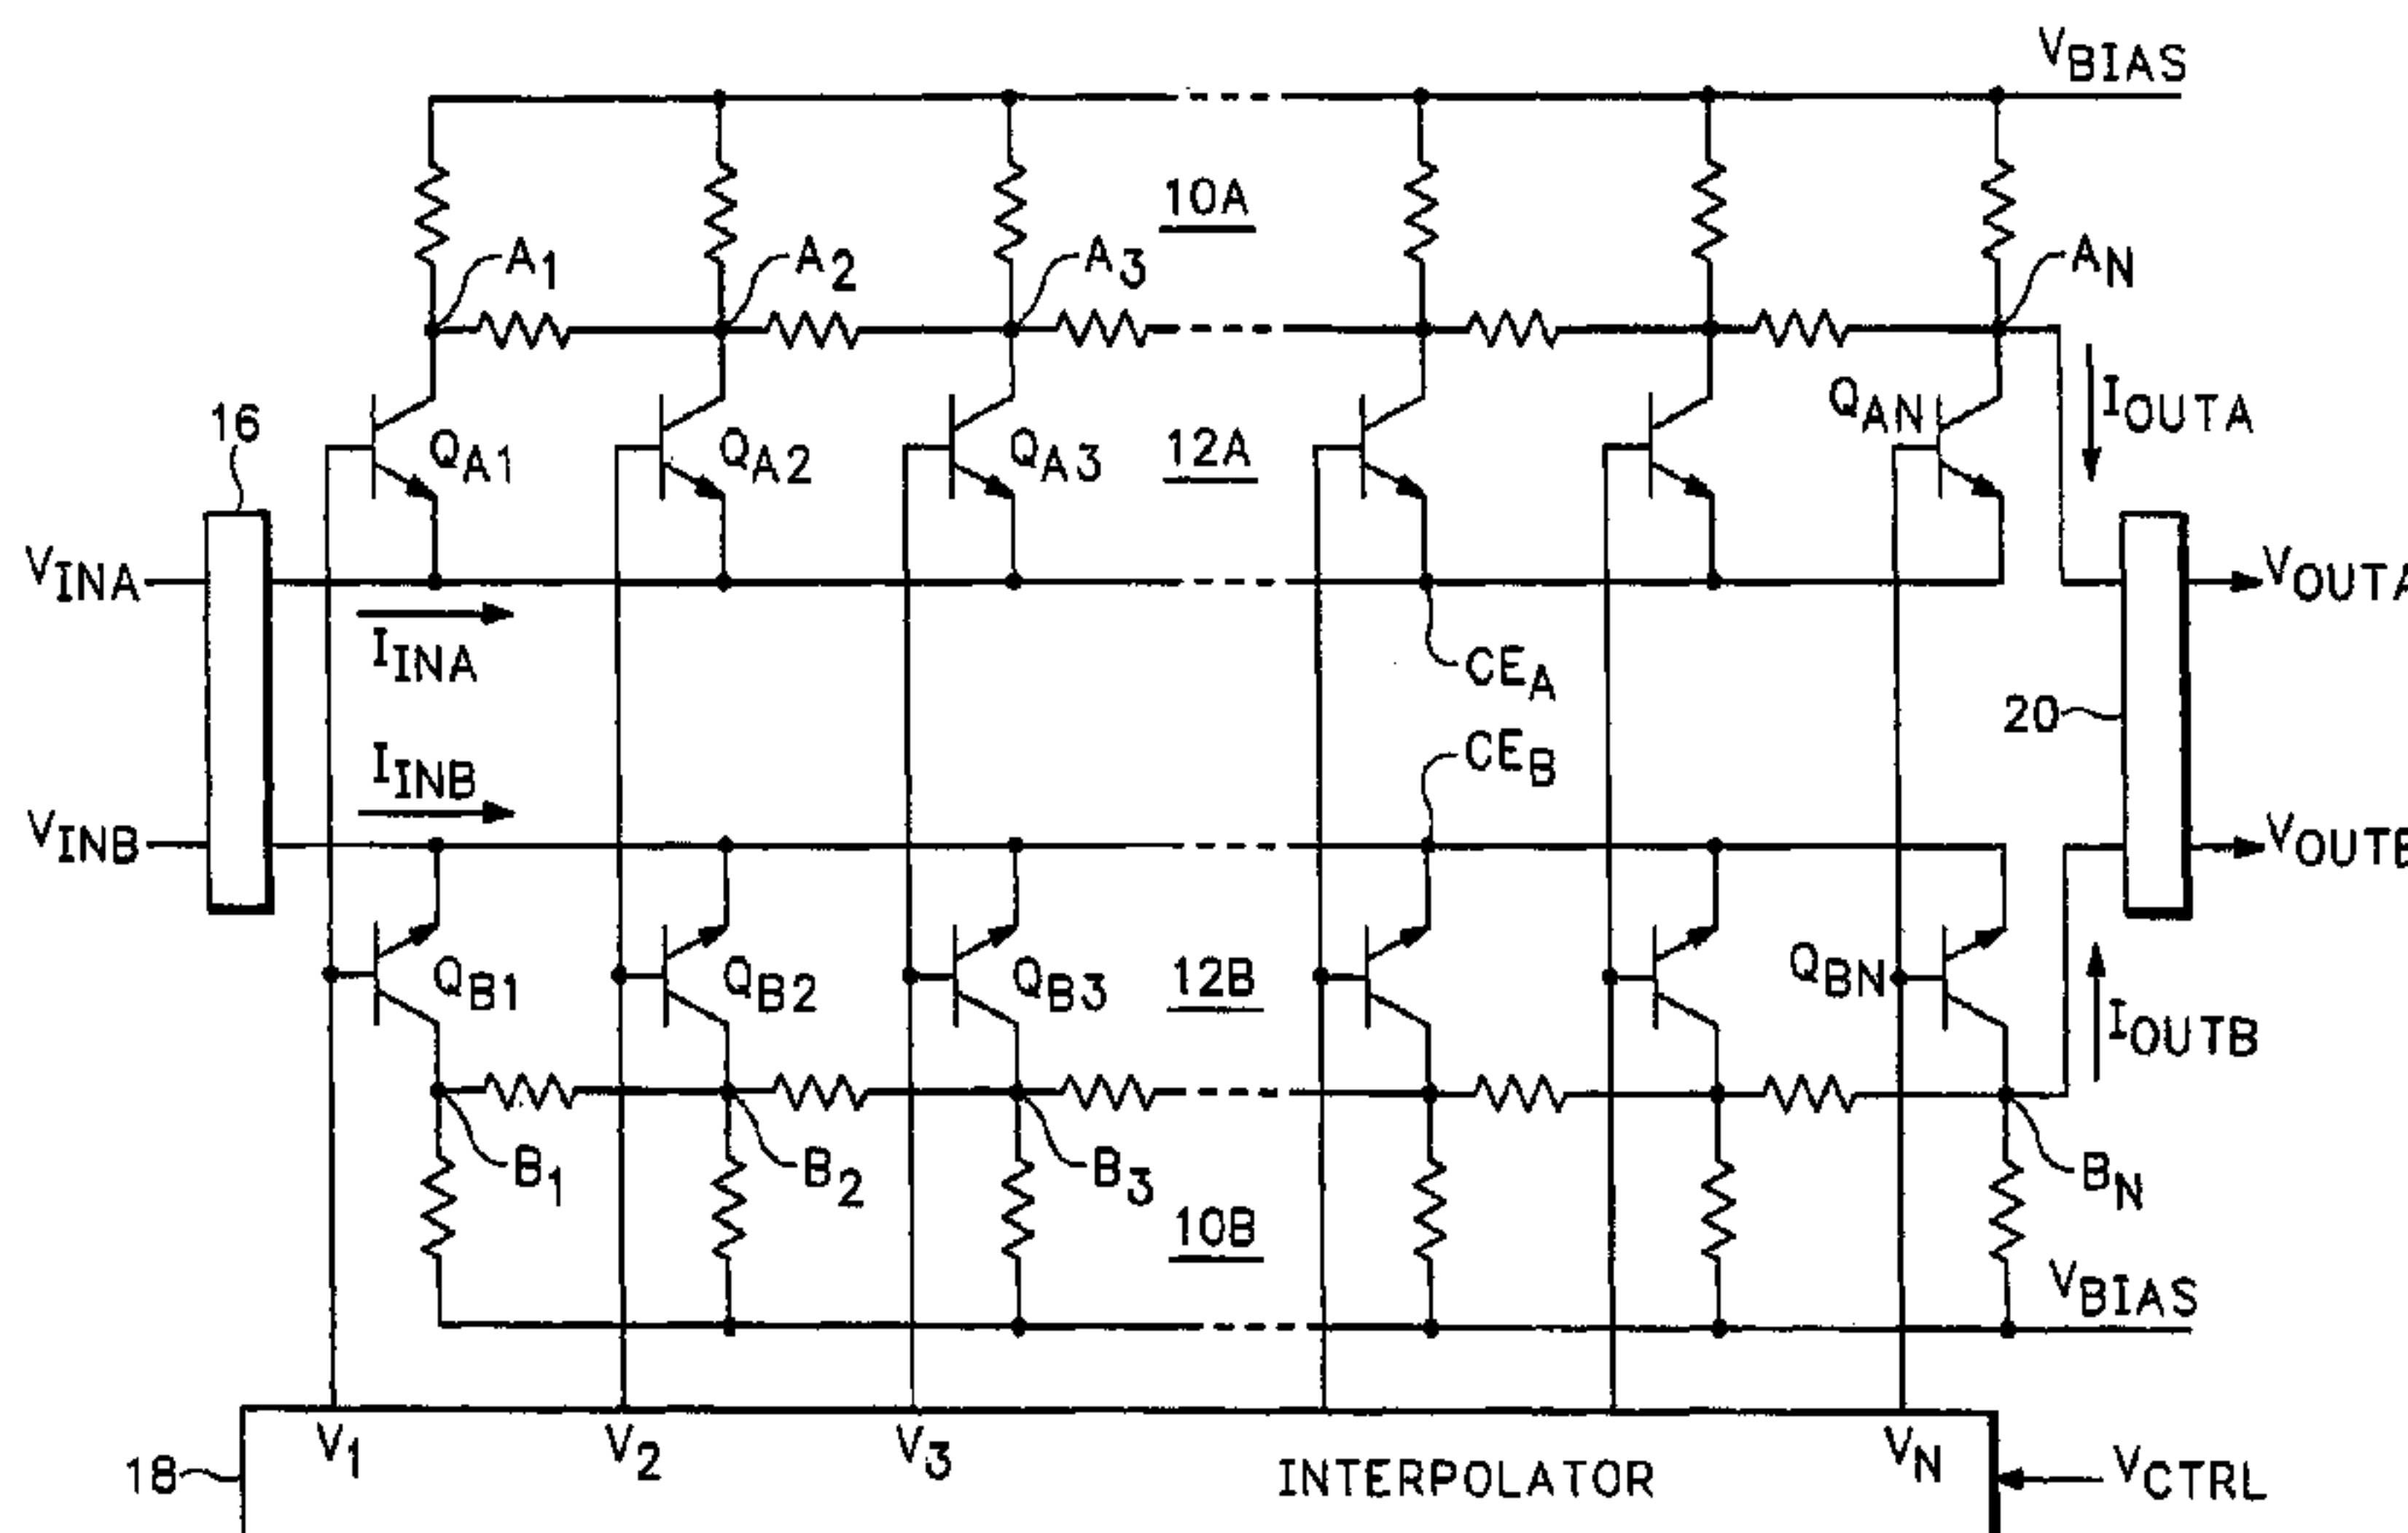 VBIAS
10A
A1 A2 A3 AN
16
QA1 QA2 QA3 12A QAN IOUTA
VINA VOUTA
IINA
CEA
20
IINB
CEB
VINB VOUTB
QB1 QB2 QB3 12B QBN
IOUTB
B1 B2 B3 BN
10B
VBIAS
V1 V2 V3 VN
18 INTERPOLATOR VCTRL